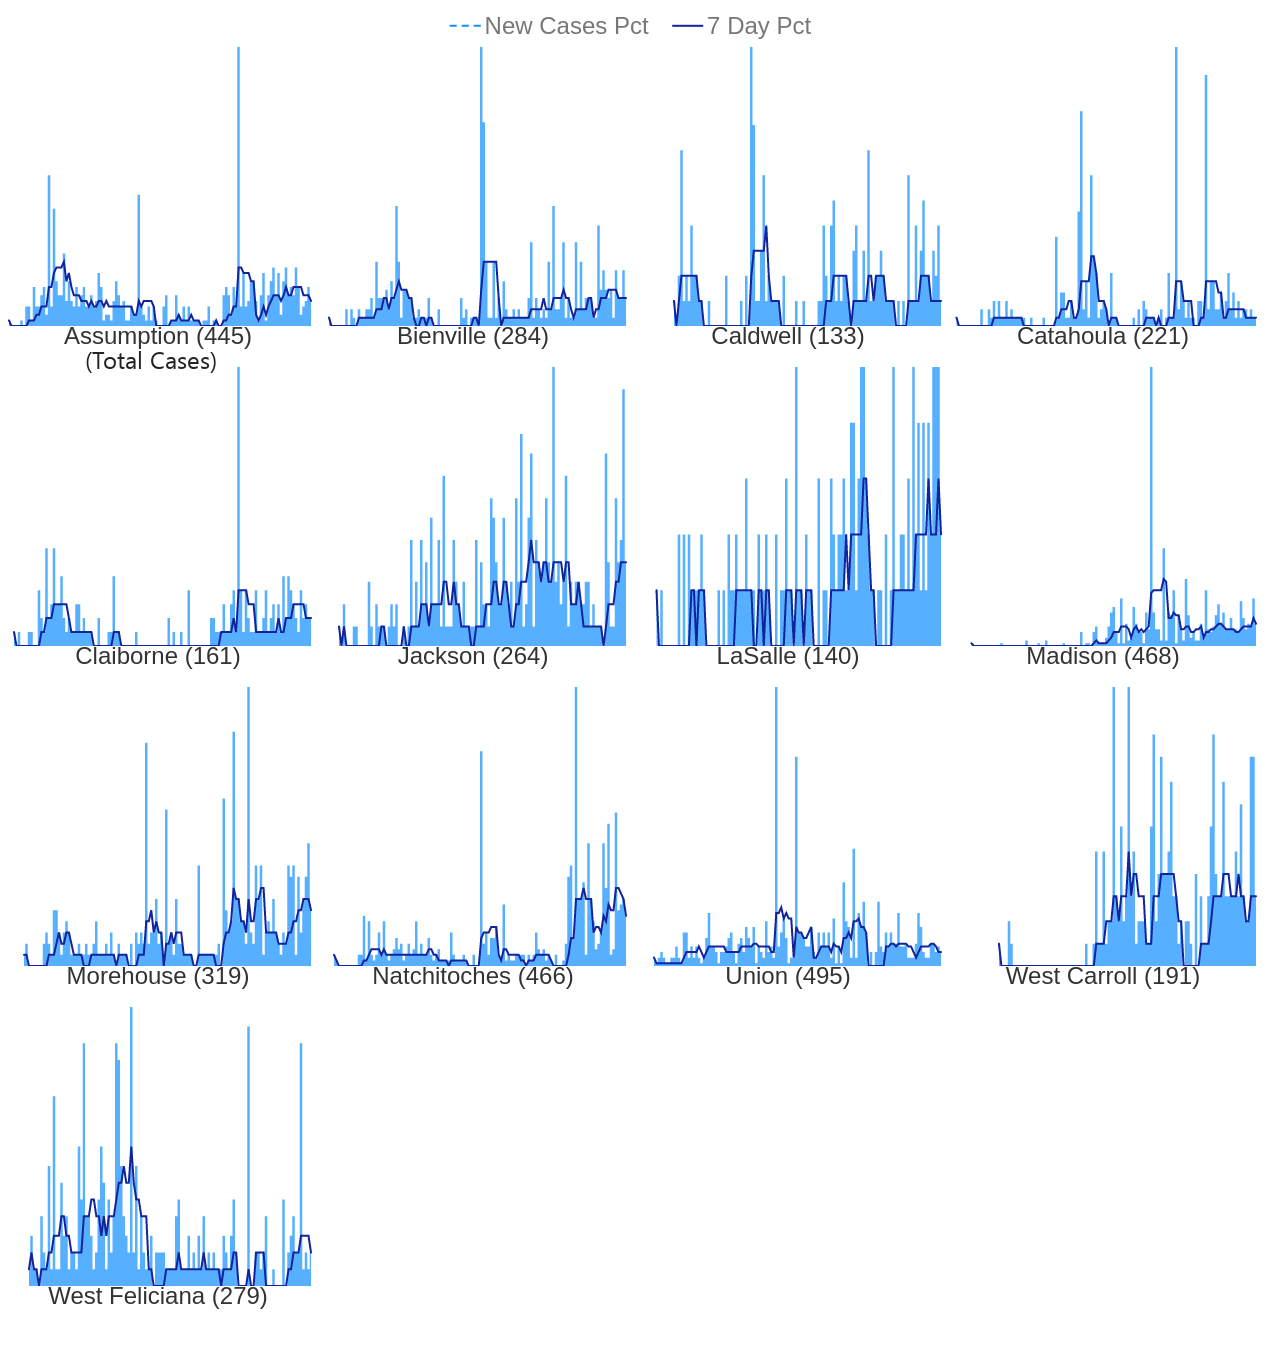 New Cases Pct 7 Day Pct
Assumption (445)
(Total Cases)
Bienville (284)
Caldwell (133)
Catahoula (221)
Claiborne (161)
Jackson (264)
LaSalle (140)
Madison (468)
Morehouse (319)
Natchitoches (466)
Union (495)
West Carroll (191)
West Feliciana (279)